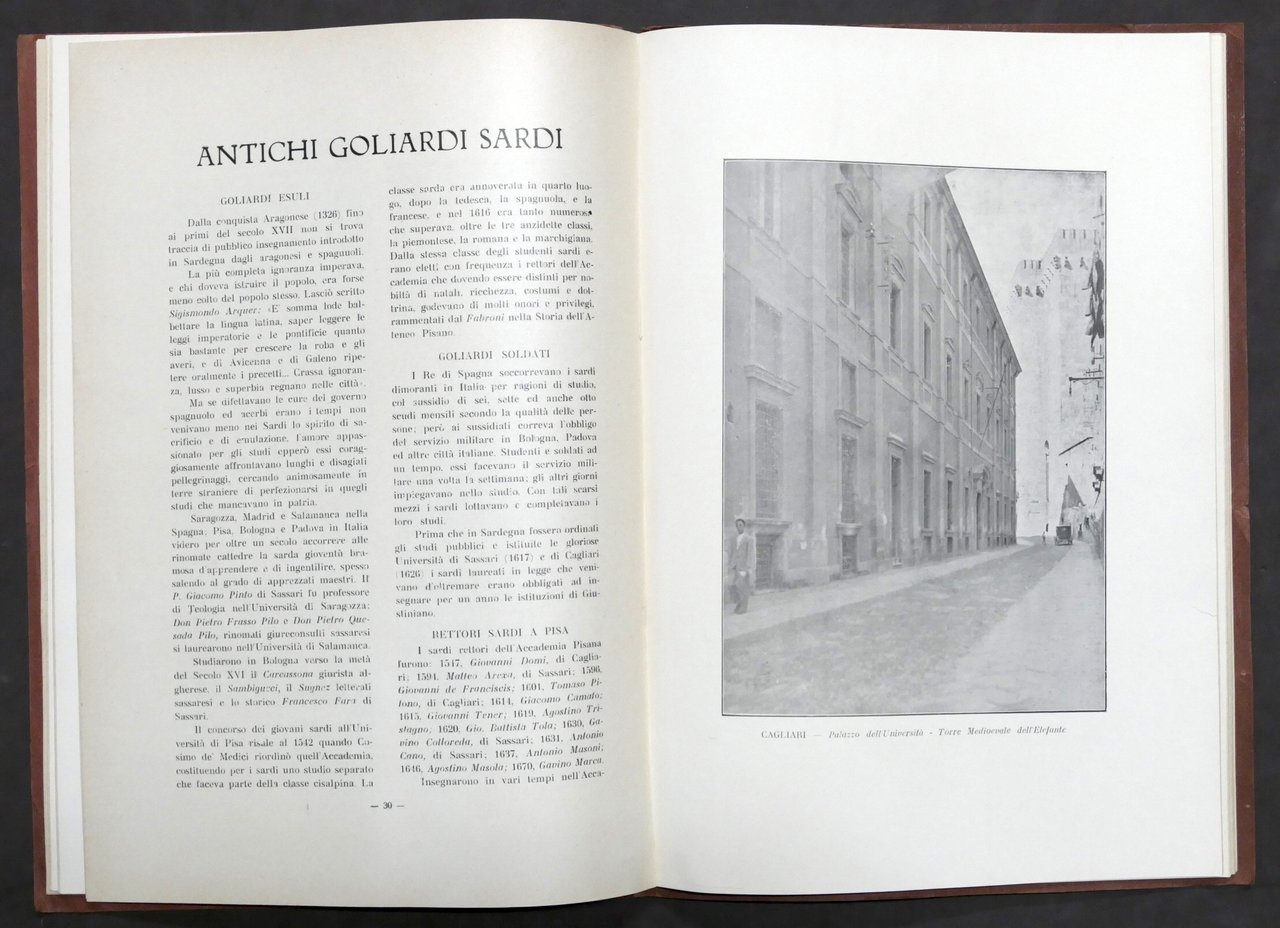 ANTICHI GOLIARDI SARDI
GOLIARDI ESULI
Dalla conquista Aragonese (1326) fino
ai primi del secolo XVII non si trova
traccia di pubblico insegnamento introdotto
in Sardegna dagli aragonesi e spagnuoli.
La più completa ignoranza imperava,
e chi doveva istruire il popolo, era forse
meno colto del popolo stesso. Lasciò scritto
Sigismondo Arquer: «E' somma lode bal-
bettare la lingua latina, saper leggere le
leggi imperatorie e le pontificie quanto
sia bastante per crescere la roba e gli
averi, e di Avicenna e di Galeno ripe-
tere oralmente i precetti... Crassa ignoran-
za, lusso e superbia regnano nelle città».
Ma se difettavano le cure del governo
spagnuolo ed acerbi erano i tempi non
venivano meno nei Sardi lo spirito di sa-
crificio e di emulazione, l'amore appas-
sionato per gli studi epperò essi corag-
giosamente affrontavano lunghi e disagiati
pellegrinaggi, cercando animosamente in
terre straniere di perfezionarsi in quegli
studi che mancavano in patria.
Saragozza, Madrid e Salamanca nella
Spagna; Pisa, Bologna e Padova in Italia
videro per oltre un secolo accorrere alle
rinomate cattedre la sarda gioventù bra-
mosa d'apprendere e di ingentilire, spesso
salendo al grado di apprezzati maestri. Il
P. Giacomo Pinto di Sassari fu professore
di Teologia nell'Università di Saragozza;
Don Pietro Frasso Pilo e Don Pietro Que-
sada Pilo, rinomati giureconsulti sassaresi
si laurearono nell'Università di Salamanca.
Studiarono in Bologna verso la metà
del Secolo XVI il Carcassona giurista al-
gherese, il Sambigucci, il Sugnez letterati
sassaresi e lo storico Francesco Fara di
Sassari.
Il concorso dei giovani sardi all'Uni-
versità di Pisa risale al 1542 quando Co-
simo de' Medici riordinò quell'Accademia,
costituendo per i sardi uno studio separato
che faceva parte della classe cisalpina. La
classe sarda era annoverata in quarto luo-
go, dopo la tedesca, la spagnuola, e la
francese, e nel 1616 era tanto numerosa
che superava, oltre le tre anzidette classi,
la piemontese, la romana e la marchigiana.
Dalla stessa classe degli studenti sardi e-
rano eletti con frequenza i rettori dell'Ac-
cademia che dovendo essere distinti per no-
biltà di natali, ricchezza, costumi e dot-
trina, godevano di molti onori e privilegi,
rammentati dal Fabroni nella Storia dell'A-
teneo Pisano.
GOLIARDI SOLDATI
I Re di Spagna soccorrevano i sardi
dimoranti in Italia per ragioni di studio,
col sussidio di sei, sette ed anche otto
scudi mensili secondo la qualità delle per-
sone; però ai sussidiati correva l'obbligo
del servizio militare in Bologna, Padova
ed altre città italiane. Studenti e soldati ad
un tempo, essi facevano il servizio mili-
tare una volta la settimana; gli altri giorni
impiegavano nello studio. Con tali scarsi
mezzi i sardi lottavano e completavano i
loro studi.
Prima che in Sardegna fossero ordinati
gli studi pubblici e istituite le gloriose
Università di Sassari (1617) e di Cagliari
(1626) i sardi laureati in legge che veni-
vano d'oltremare erano obbligati ad in-
segnare per un anno le istituzioni di Giu-
stiniano.
RETTORI SARDI A PISA
I sardi rettori dell'Accademia Pisana
furono: 1547, Giovanni Domi, di Caglia-
ri; 1594, Matteo Arexa, di Sassari; 1596,
Giovanni de Franciscis; 1601, Tomaso Pi-
tono, di Cagliari; 1614, Giacomo Camato;
1615, Giovanni Tener; 1619, Agostino Tri-
stagno; 1620, Gio. Battista Tola; 1630, Ga-
vino Colloreda, di Sassari; 1631, Antonio
Cano, di Sassari; 1637, Antonio Masoni;
1646, Agostino Masola; 1670, Gavino Marca.
Insegnarono in vari tempi nell'Acca-
— 30 —
CAGLIARI — Palazzo dell'Università - Torre Medioevale dell'Elefante